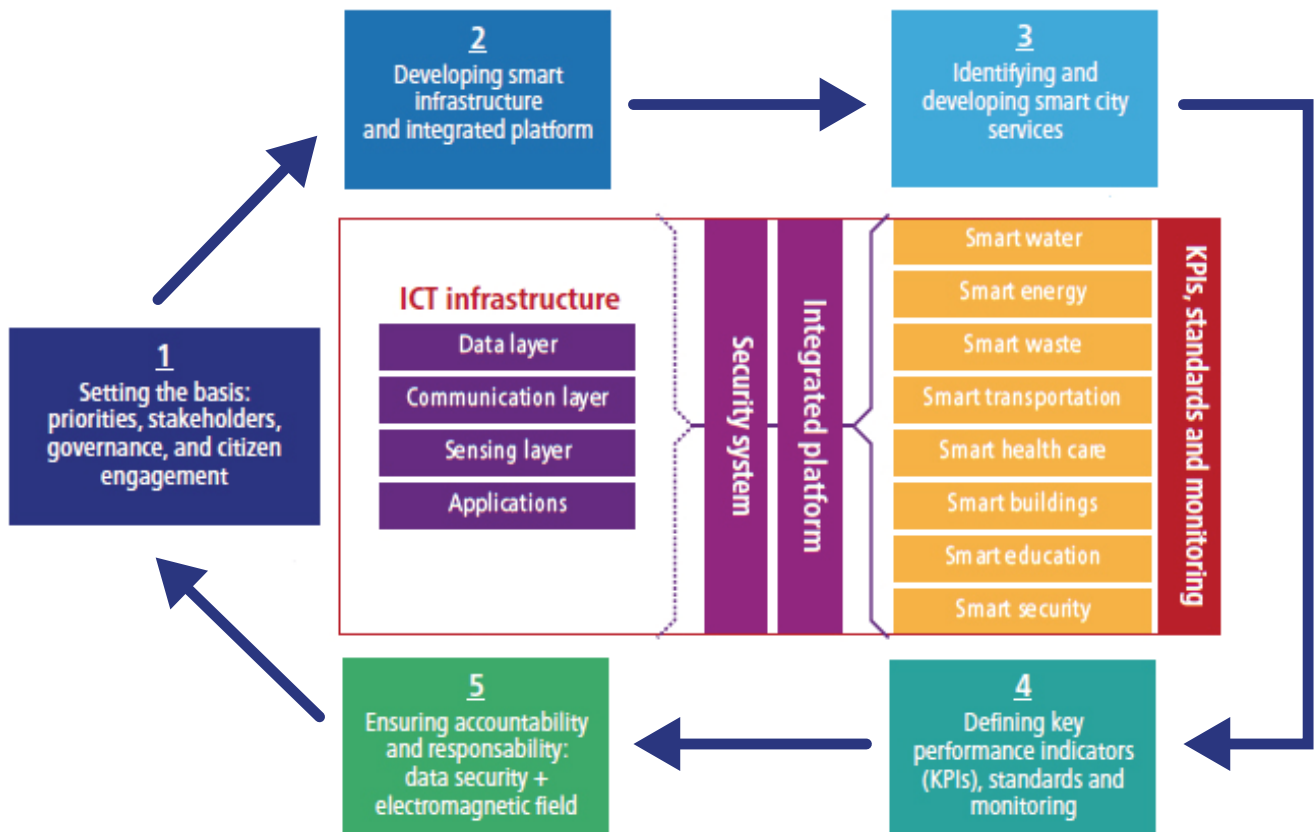 2
Developing smart
infrastructure
and integrated platform
3
Identifying and
developing smart city
services
1
Setting the basis:
priorities, stakeholders,
governance, and citizen
engagement
ICT infrastructure
Data layer
Communication layer
Sensing layer
Applications
Security system
Integrated platform
Smart water
Smart energy
Smart waste
Smart transportation
Smart health care
Smart buildings
Smart education
Smart security
KPIs, standards and monitoring
5
Ensuring accountability
and responsability:
data security +
electromagnetic field
4
Defining key
performance indicators
(KPIs), standards and
monitoring